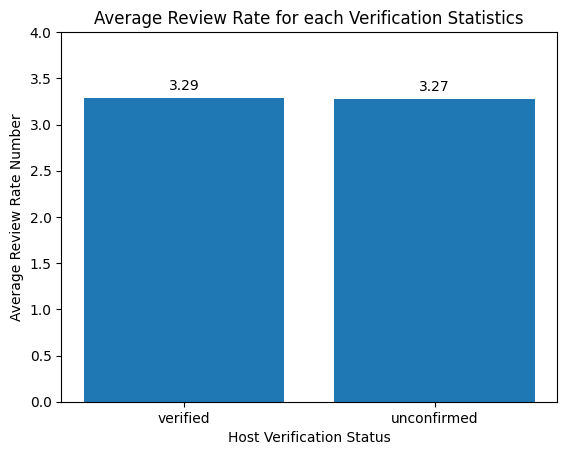 Average Review Rate for each Verification Statistics
4.0
3.5
3.0
2.5
2.0
1.5
1.0
0.5
0.0
Average Review Rate Number
3.29
3.27
verified
unconfirmed
Host Verification Status